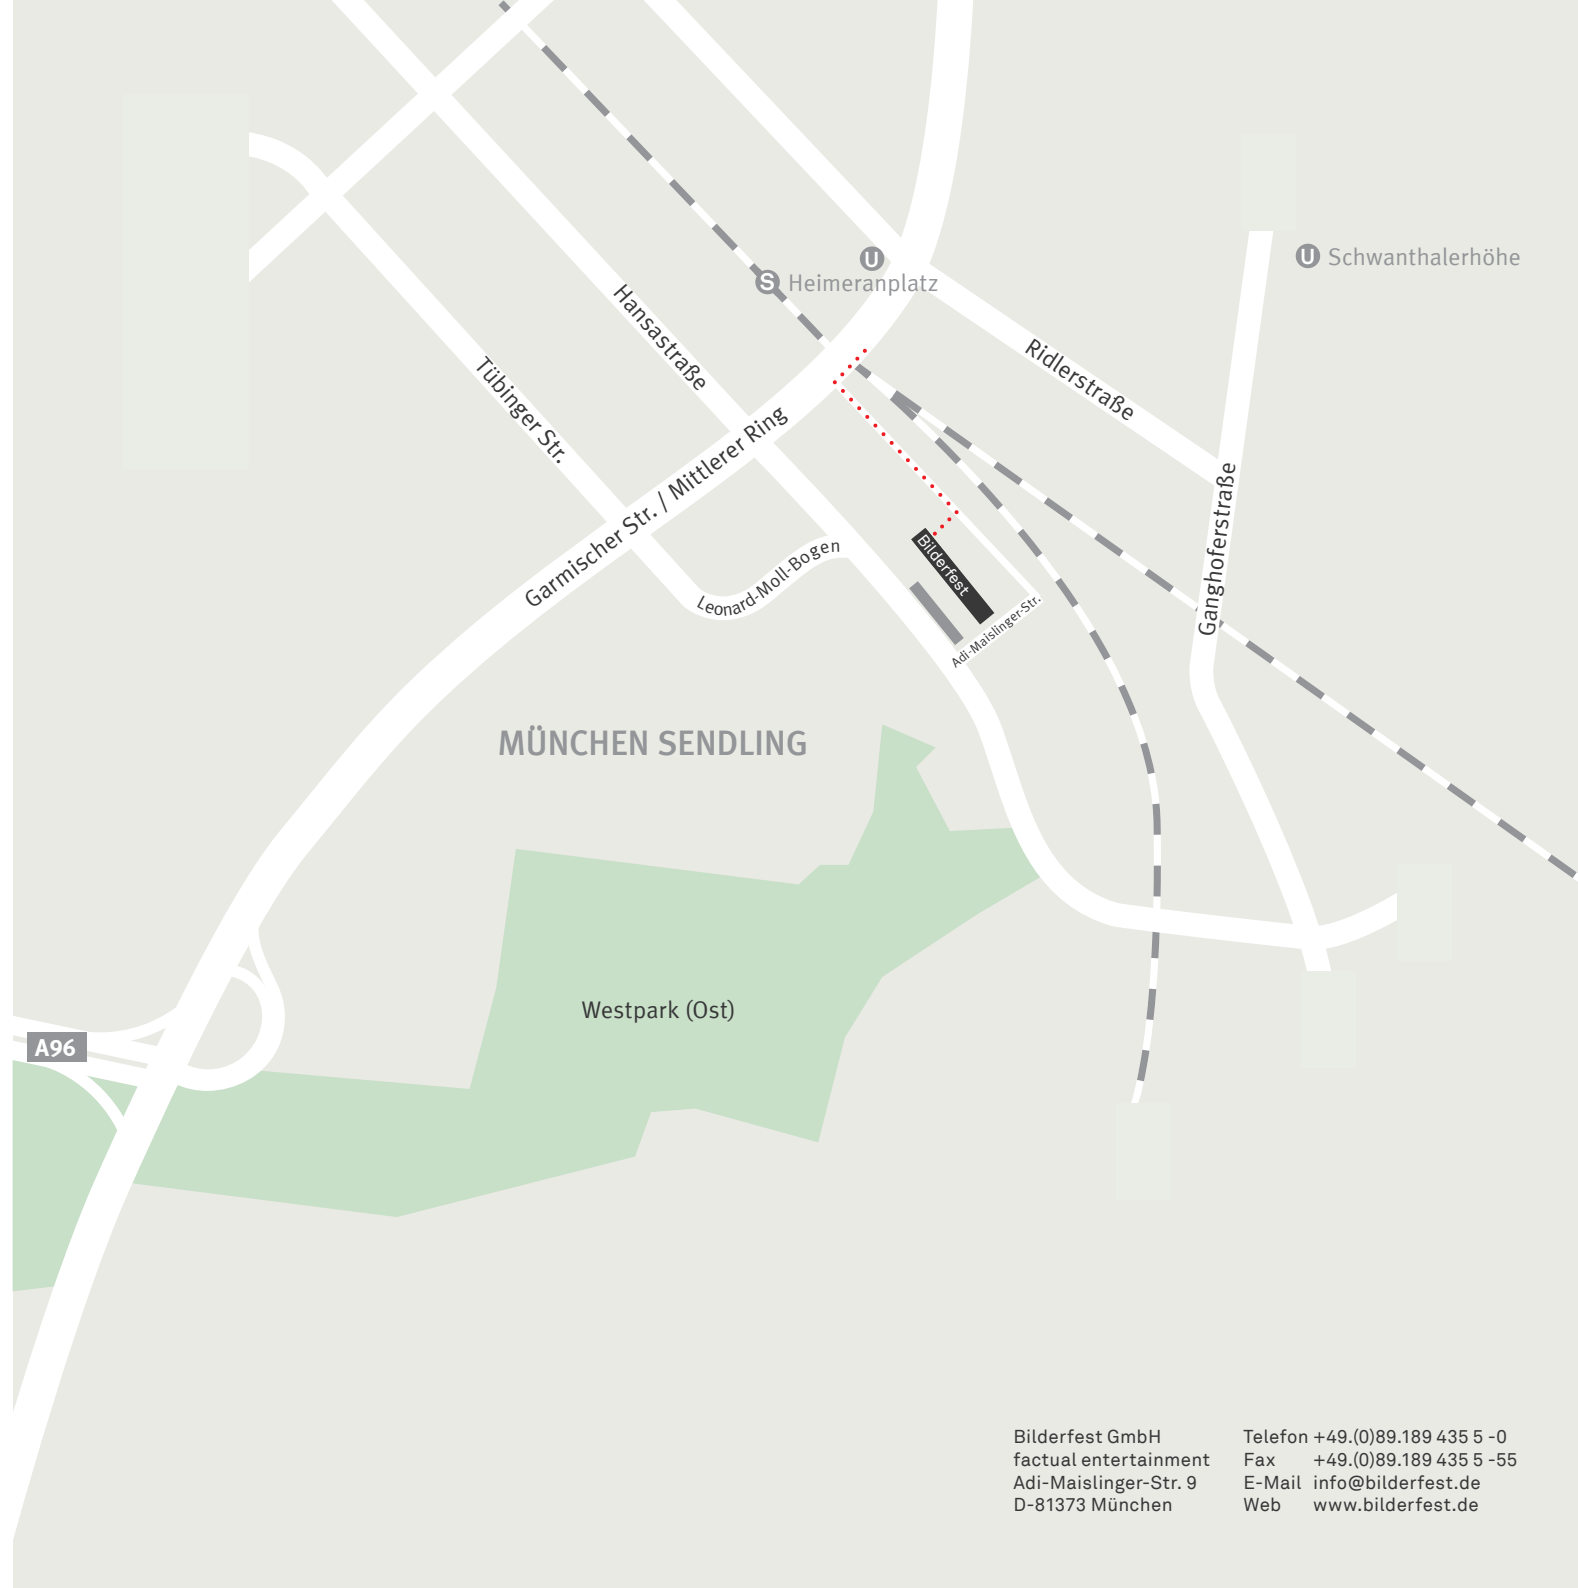 U
S Heimeranplatz
U Schwanthalerhöhe
Hansastraße
Tübinger Str.
Ridlerstraße
Garmischer Str. / Mittlerer Ring
Ganghoferstraße
Leonard-Moll-Bogen
Bilderfest
Adi-Maislinger-Str.
MÜNCHEN SENDLING
Westpark (Ost)
A96
Bilderfest GmbH
factual entertainment
Adi-Maislinger-Str. 9
D-81373 München
Telefon +49.(0)89.189 435 5 -0
Fax +49.(0)89.189 435 5 -55
E-Mail info@bilderfest.de
Web www.bilderfest.de